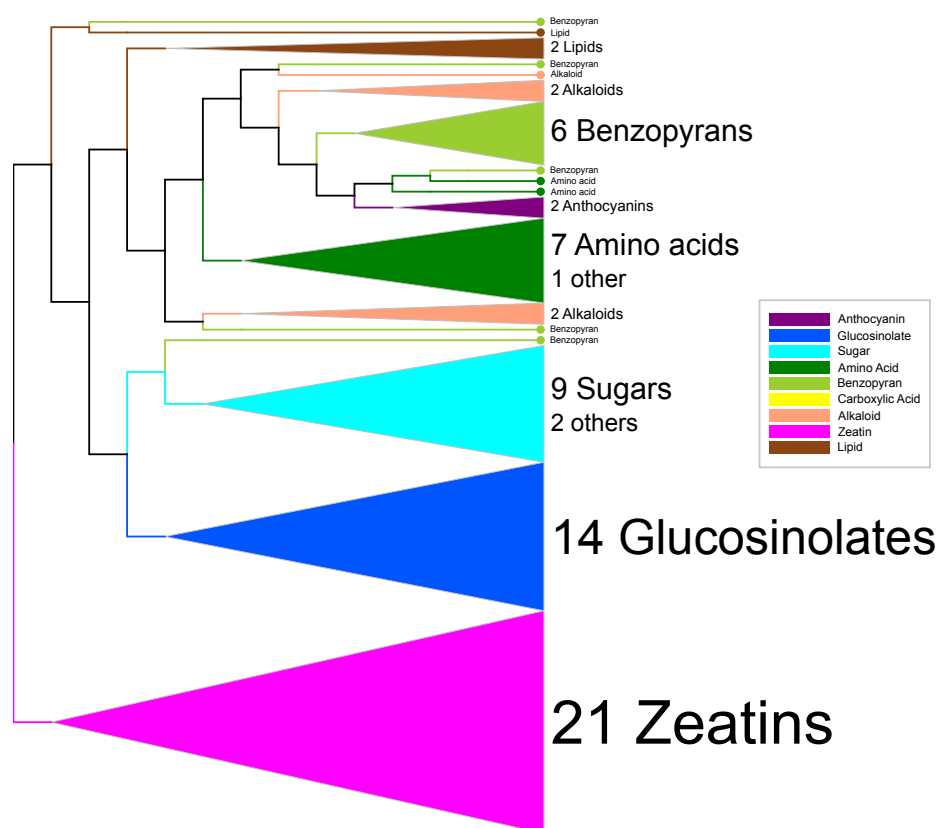 Benzopyran
Lipid
2 Lipids
Benzopyran
Alkaloid
2 Alkaloids
6 Benzopyrans
Benzopyran
Amino acid
Amino acid
2 Anthocyanins
7 Amino acids
1 other
2 Alkaloids
Benzopyran
Benzopyran
9 Sugars
2 others
14 Glucosinolates
21 Zeatins
Anthocyanin
Glucosinolate
Sugar
Amino Acid
Benzopyran
Carboxylic Acid
Alkaloid
Zeatin
Lipid